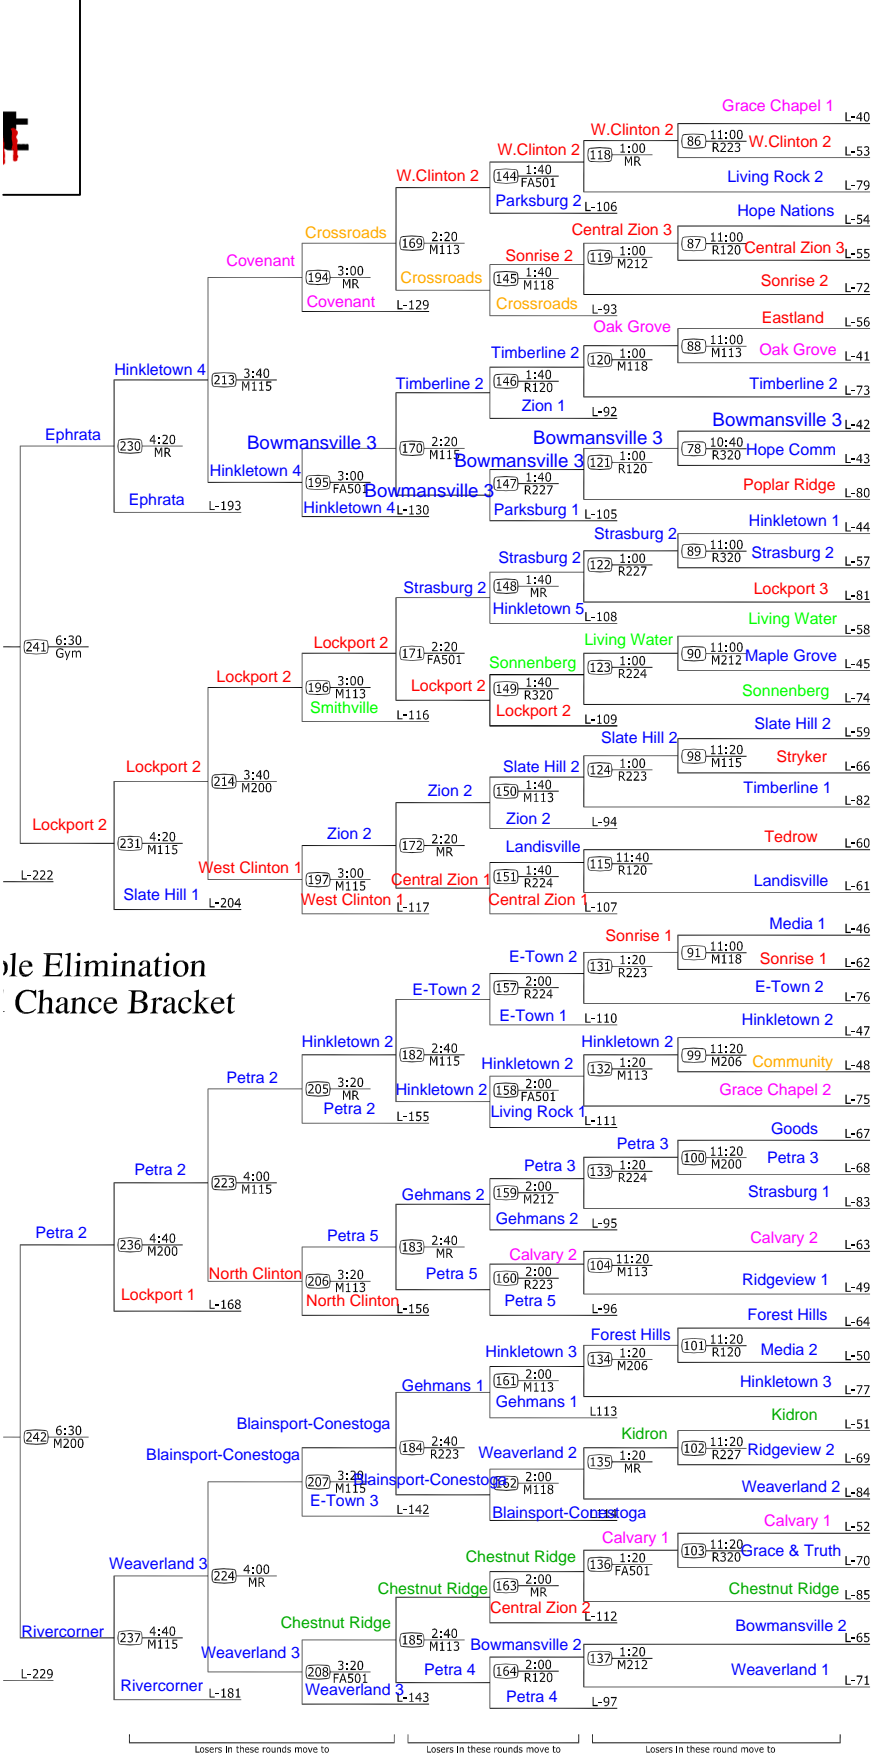 Grace Chapel 1
L-40
W.Clinton 2
86 11:00 R223
W.Clinton 2
L-53
W.Clinton 2
118 1:00 MR
Living Rock 2
L-79
W.Clinton 2
144 1:40 FA501
Parksburg 2
L-106
Hope Nations
L-54
Central Zion 3
87 11:00 R120
Central Zion 3
L-55
Crossroads
169 2:20 M113
Sonrise 2
119 1:00 M212
Sonrise 2
L-72
Covenant
194 3:00 MR
Crossroads
145 1:40 M118
Crossroads
L-93
Covenant
L-129
Eastland
L-56
Oak Grove
88 11:00 M113
Oak Grove
L-41
Timberline 2
120 1:00 M118
Timberline 2
L-73
Hinkletown 4
213 3:40 M115
Timberline 2
146 1:40 R120
Zion 1
L-92
Bowmansville 3
L-42
Ephrata
230 4:20 MR
Bowmansville 3
170 2:20 M115
Bowmansville 3
78 10:40 R320
Hope Comm
L-43
Hinkletown 4
195 3:00 FA501
Bowmansville 3
121 1:00 R120
Poplar Ridge
L-80
Bowmansville 3
147 1:40 R227
Parksburg 1
L-105
Ephrata
L-193
Hinkletown 4
L-130
Hinkletown 1
L-44
Strasburg 2
89 11:00 R320
Strasburg 2
L-57
Strasburg 2
122 1:00 R227
Lockport 3
L-81
Strasburg 2
148 1:40 MR
Hinkletown 5
L-108
Living Water
L-58
241 6:30 Gym
Lockport 2
171 2:20 FA501
Living Water
90 11:00 M212
Maple Grove
L-45
Lockport 2
196 3:00 M113
Sonnenberg
123 1:00 R224
Sonnenberg
L-74
Lockport 2
149 1:40 R320
Lockport 2
L-109
Smithville
L-116
Slate Hill 2
L-59
Slate Hill 2
98 11:20 M115
Stryker
L-66
Lockport 2
214 3:40 M200
Slate Hill 2
124 1:00 R223
Timberline 1
L-82
Zion 2
150 1:40 M113
Zion 2
L-94
Lockport 2
231 4:20 M115
Zion 2
172 2:20 MR
Landisville
115 11:40 R120
Tedrow
L-60
L-222
West Clinton 1
197 3:00 M115
Central Zion 1
151 1:40 R224
Landisville
L-61
Slate Hill 1
L-204
West Clinton 1
L-117
Central Zion 1
L-107
ole Elimination
Chance Bracket
Media 1
L-46
Sonrise 1
91 11:00 M118
Sonrise 1
L-62
E-Town 2
131 1:20 R223
E-Town 2
L-76
E-Town 2
157 2:00 R224
E-Town 1
L-110
Hinkletown 2
L-47
Hinkletown 2
182 2:40 M115
Hinkletown 2
99 11:20 M206
Community
L-48
Petra 2
205 3:20 MR
Hinkletown 2
132 1:20 M113
Grace Chapel 2
L-75
Hinkletown 2
158 2:00 FA501
Living Rock 1
L-111
Petra 2
L-155
Goods
L-67
Petra 3
100 11:20 M200
Petra 3
L-68
Petra 2
223 4:00 M115
Petra 3
133 1:20 R224
Strasburg 1
L-83
Gehmans 2
159 2:00 M212
Gehmans 2
L-95
Petra 2
236 4:40 M200
Petra 5
183 2:40 MR
Calvary 2
104 11:20 M113
Calvary 2
L-63
North Clinton
206 3:20 M113
Petra 5
160 2:00 R223
Ridgeview 1
L-49
Petra 5
L-96
Lockport 1
L-168
North Clinton
L-156
Forest Hills
L-64
Forest Hills
101 11:20 R120
Media 2
L-50
Hinkletown 3
134 1:20 M206
Hinkletown 3
L-77
Gehmans 1
161 2:00 M113
Gehmans 1
L113
Kidron
L-51
242 6:30 M200
Blainsport-Conestoga
184 2:40 R223
Kidron
102 11:20 R227
Ridgeview 2
L-69
Blainsport-Conestoga
207 3:20 M115
Weaverland 2
135 1:20 MR
Weaverland 2
L-84
Blainsport-Conestoga
162 2:00 M118
Blainsport-Conestoga
E-Town 3
L-142
Calvary 1
L-52
Calvary 1
103 11:20 R320
Grace & Truth
L-70
Weaverland 3
224 4:00 MR
Chestnut Ridge
136 1:20 FA501
Chestnut Ridge
L-85
Chestnut Ridge
163 2:00 MR
Central Zion 2
L-112
Rivercorner
237 4:40 M115
Chestnut Ridge
185 2:40 M113
Bowmansville 2
137 1:20 M212
Bowmansville 2
L-65
L-229
Weaverland 3
208 3:20 FA501
Petra 4
164 2:00 R120
Weaverland 1
L-71
Rivercorner
L-181
Weaverland 3
L-143
Petra 4
L-97
Losers in these rounds move to
Losers in these rounds move to
Losers in these rounds move to